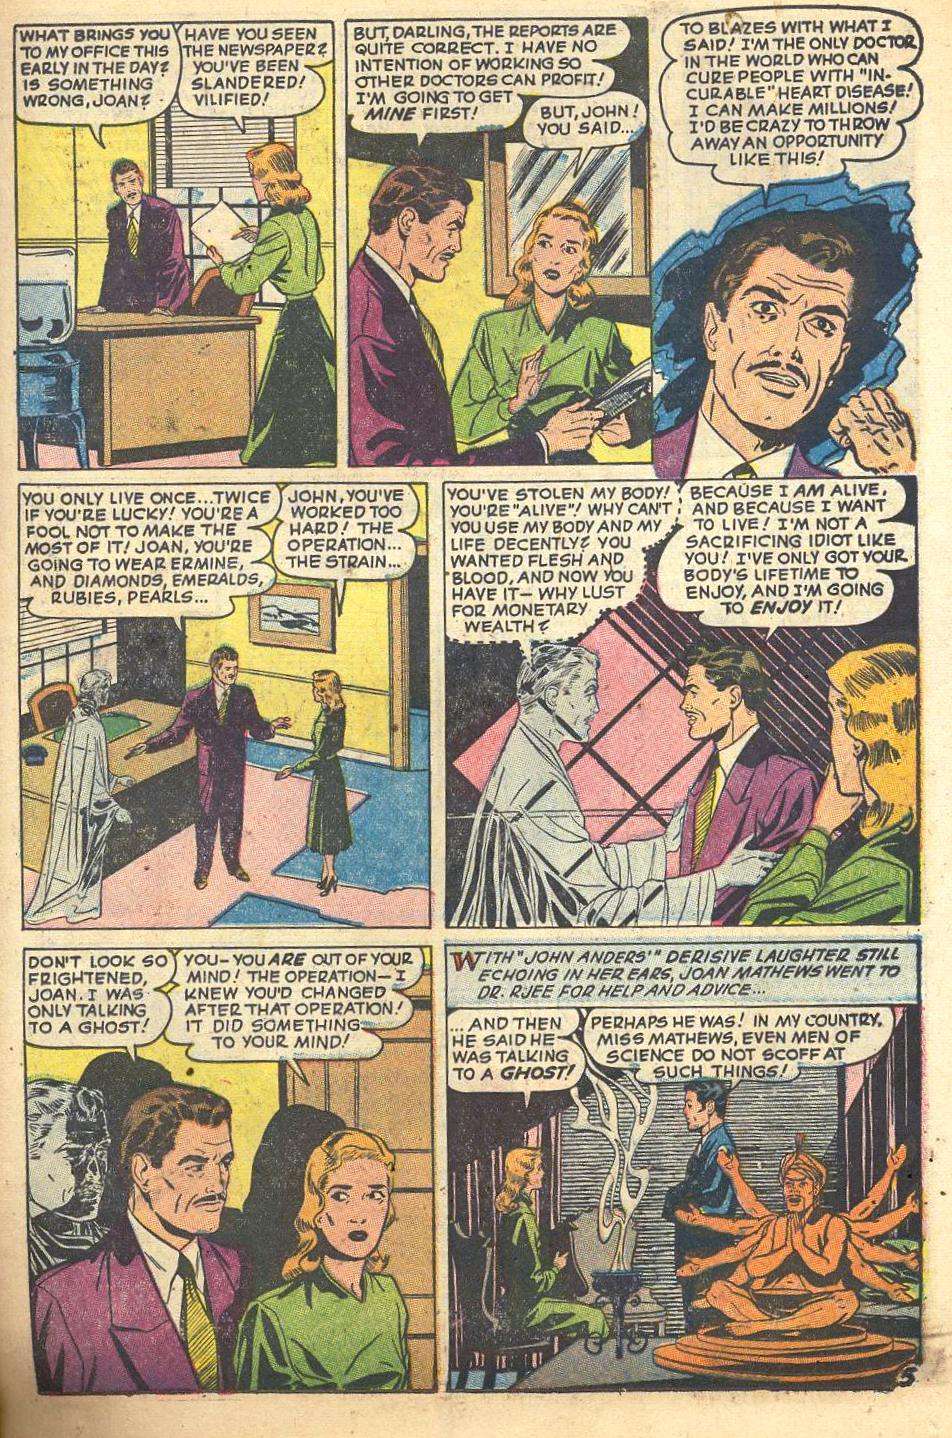 WHAT BRINGS YOU
TO MY OFFICE THIS
EARLY IN THE DAY?
IS SOMETHING
WRONG, JOAN?
HAVE YOU SEEN
THE NEWSPAPER?
YOU'VE BEEN
SLANDERED!
VILIFIED!
BUT, DARLING, THE REPORTS ARE
QUITE CORRECT. I HAVE NO
INTENTION OF WORKING SO
OTHER DOCTORS CAN PROFIT!
I'M GOING TO GET
MINE FIRST!
BUT, JOHN!
YOU SAID...
TO BLAZES WITH WHAT I
SAID! I'M THE ONLY DOCTOR
IN THE WORLD WHO CAN
CURE PEOPLE WITH "IN-
CURABLE" HEART DISEASE!
I CAN MAKE MILLIONS!
I'D BE CRAZY TO THROW
AWAY AN OPPORTUNITY
LIKE THIS!
YOU ONLY LIVE ONCE...TWICE
IF YOU'RE LUCKY! YOU'RE A
FOOL NOT TO MAKE THE
MOST OF IT! JOAN, YOU'RE
GOING TO WEAR ERMINE,
AND DIAMONDS, EMERALDS,
RUBIES, PEARLS...
JOHN, YOU'VE
WORKED TOO
HARD! THE
OPERATION...
THE STRAIN...
YOU'VE STOLEN MY BODY!
YOU'RE "ALIVE"! WHY CAN'T
YOU USE MY BODY AND MY
LIFE DECENTLY? YOU
WANTED FLESH AND
BLOOD, AND NOW YOU
HAVE IT- WHY LUST
FOR MONETARY
WEALTH?
BECAUSE I AM ALIVE,
AND BECAUSE I WANT
TO LIVE! I'M NOT A
SACRIFICING IDIOT LIKE
YOU! I'VE ONLY GOT YOUR
BODY'S LIFETIME TO
ENJOY, AND I'M GOING
TO ENJOY IT!
DON'T LOOK SO
FRIGHTENED,
JOAN. I WAS
ONLY TALKING
TO A GHOST!
YOU-YOU ARE OUT OF YOUR
MIND! THE OPERATION-I
KNEW YOU'D CHANGED
AFTER THAT OPERATION!
IT DID SOMETHING
TO YOUR MIND!
WITH "JOHN ANDERS'" DERISIVE LAUGHTER STILL
ECHOING IN HER EARS, JOAN MATHEWS WENT TO
DR. RJEE FOR HELP AND ADVICE...
...AND THEN
HE SAID HE
WAS TALKING
TO A GHOST!
PERHAPS HE WAS! IN MY COUNTRY,
MISS MATHEWS, EVEN MEN OF
SCIENCE DO NOT SCOFF AT
SUCH THINGS!
5